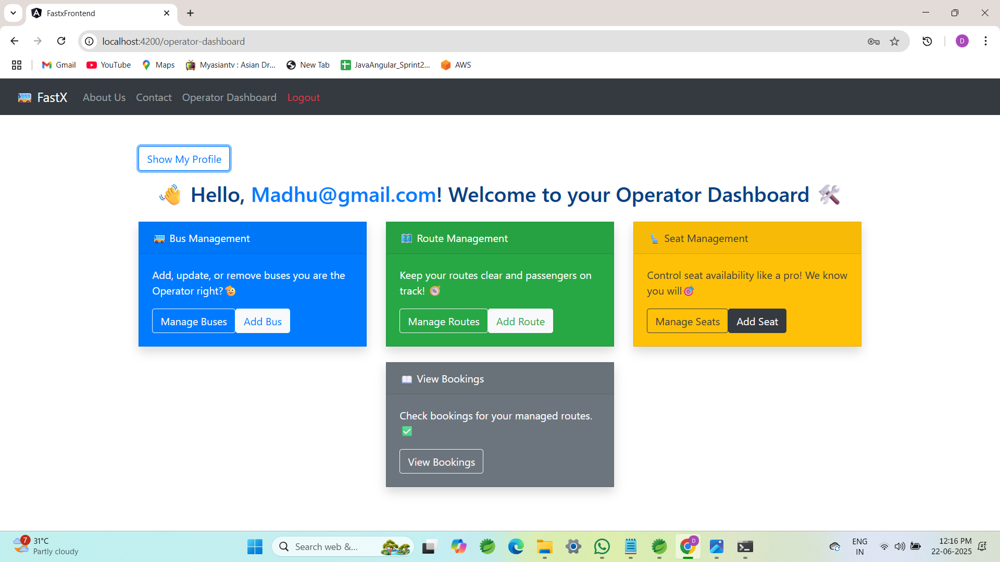 FastxFrontend
localhost:4200/operator-dashboard
D
Gmail
YouTube
Maps
Myasiantv : Asian Dr...
New Tab
JavaAngular_Sprint2...
AWS
FastX
About Us
Contact
Operator Dashboard
Logout
Show My Profile
Hello, Madhu@gmail.com! Welcome to your Operator Dashboard
Bus Management
Add, update, or remove buses you are the
Operator right?
Manage Buses
Add Bus
Route Management
Keep your routes clear and passengers on
track!
Manage Routes
Add Route
Seat Management
Control seat availability like a pro! We know
you will
Manage Seats
Add Seat
View Bookings
Check bookings for your managed routes.
View Bookings
7
31°C
Partly cloudy
Search web &...
D
ENG
IN
12:16 PM
22-06-2025